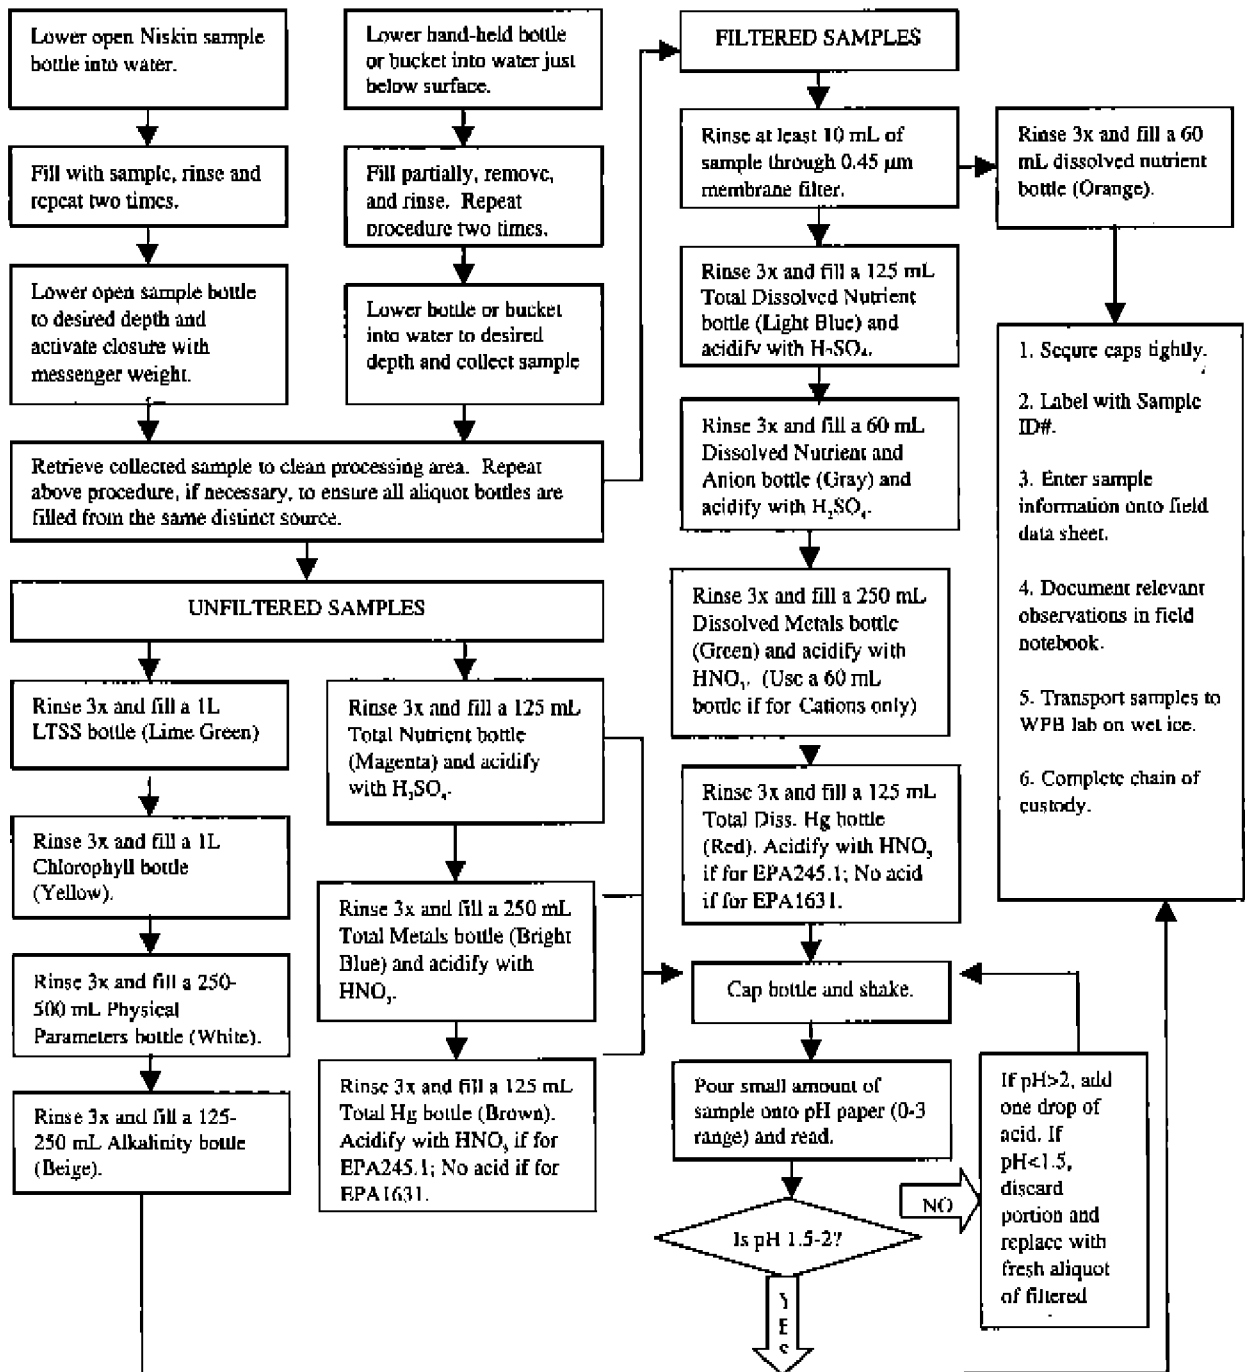 Lower open Niskin sample
bottle into water.
Fill with sample, rinse and
repeat two times.
Lower open sample bottle
to desired depth and
activate closure with
messenger weight.
Lower hand-held bottle
or bucket into water just
below surface.
Fill partially, remove,
and rinse. Repeat
procedure two times.
Lower bottle or bucket
into water to desired
depth and collect sample
Retrieve collected sample to clean processing area. Repeat
above procedure, if necessary, to ensure all aliquot bottles are
filled from the same distinct source.
UNFILTERED SAMPLES
Rinse 3x and fill a 1L
LTSS bottle (Lime Green)
Rinse 3x and fill a 1L
Chlorophyll bottle
(Yellow).
Rinse 3x and fill a 250-
500 mL Physical
Parameters bottle (White).
Rinse 3x and fill a 125-
250 mL Alkalinity bottle
(Beige).
Rinse 3x and fill a 125 mL
Total Nutrient bottle
(Magenta) and acidify
with H₂SO₄.
Rinse 3x and fill a 250 mL
Total Metals bottle (Bright
Blue) and acidify with
HNO₃.
Rinse 3x and fill a 125 mL
Total Hg bottle (Brown).
Acidify with HNO₃ if for
EPA245.1; No acid if for
EPA1631.
FILTERED SAMPLES
Rinse at least 10 mL of
sample through 0.45 µm
membrane filter.
Rinse 3x and fill a 125 mL
Total Dissolved Nutrient
bottle (Light Blue) and
acidify with H₂SO₄.
Rinse 3x and fill a 60 mL
Dissolved Nutrient and
Anion bottle (Gray) and
acidify with H₂SO₄.
Rinse 3x and fill a 250 mL
Dissolved Metals bottle
(Green) and acidify with
HNO₃. (Use a 60 mL
bottle if for Cations only)
Rinse 3x and fill a 125 mL
Total Diss. Hg bottle
(Red). Acidify with HNO₃
if for EPA245.1; No acid
if for EPA1631.
Cap bottle and shake.
Pour small amount of
sample onto pH paper (0-3
range) and read.
Is pH 1.5-2?
YES
NO
If pH>2, add
one drop of
acid. If
pH<1.5,
discard
portion and
replace with
fresh aliquot
of filtered
Rinse 3x and fill a 60
mL dissolved nutrient
bottle (Orange).
1. Secure caps tightly.
2. Label with Sample
ID#.
3. Enter sample
information onto field
data sheet.
4. Document relevant
observations in field
notebook.
5. Transport samples to
WPB lab on wet ice.
6. Complete chain of
custody.